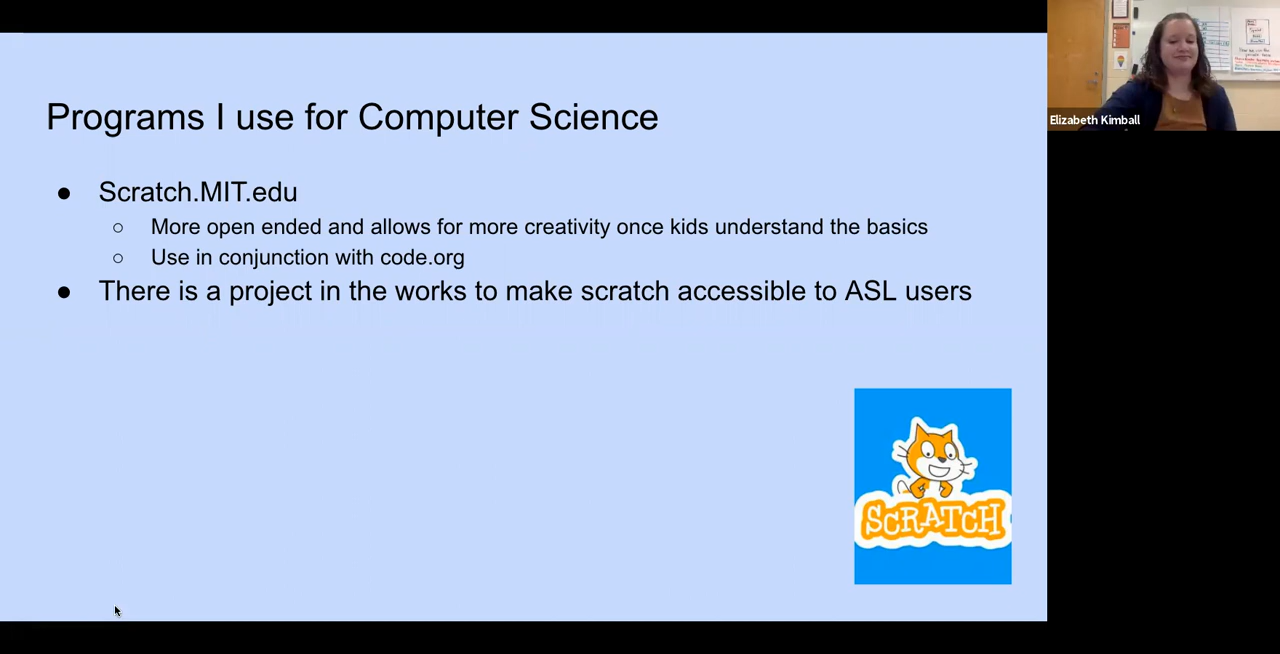 Programs I use for Computer Science
● Scratch.MIT.edu
○ More open ended and allows for more creativity once kids understand the basics
○ Use in conjunction with code.org
● There is a project in the works to make scratch accessible to ASL users
SCRATCH
Elizabeth Kimball